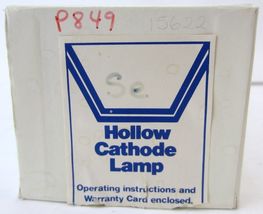 P849
15622
Se.
Hollow
Cathode
Lamp
Operating instructions and
Warranty Card enclosed.